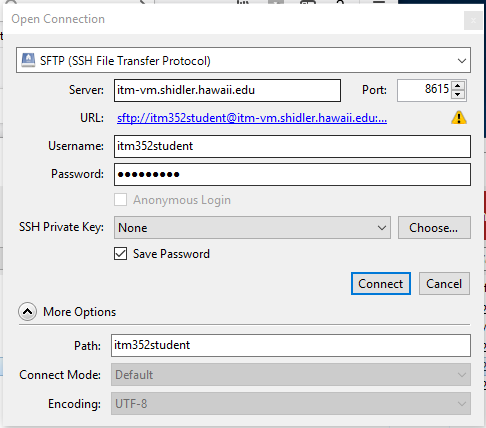 Open Connection
SFTP (SSH File Transfer Protocol)
Server: itm-vm.shidler.hawaii.edu Port: 8615
URL: sftp://itm352student@itm-vm.shidler.hawaii.edu:...
Username: itm352student
Password: ●●●●●●●●●
Anonymous Login
SSH Private Key: None Choose...
Save Password
Connect Cancel
More Options
Path: itm352student
Connect Mode: Default
Encoding: UTF-8